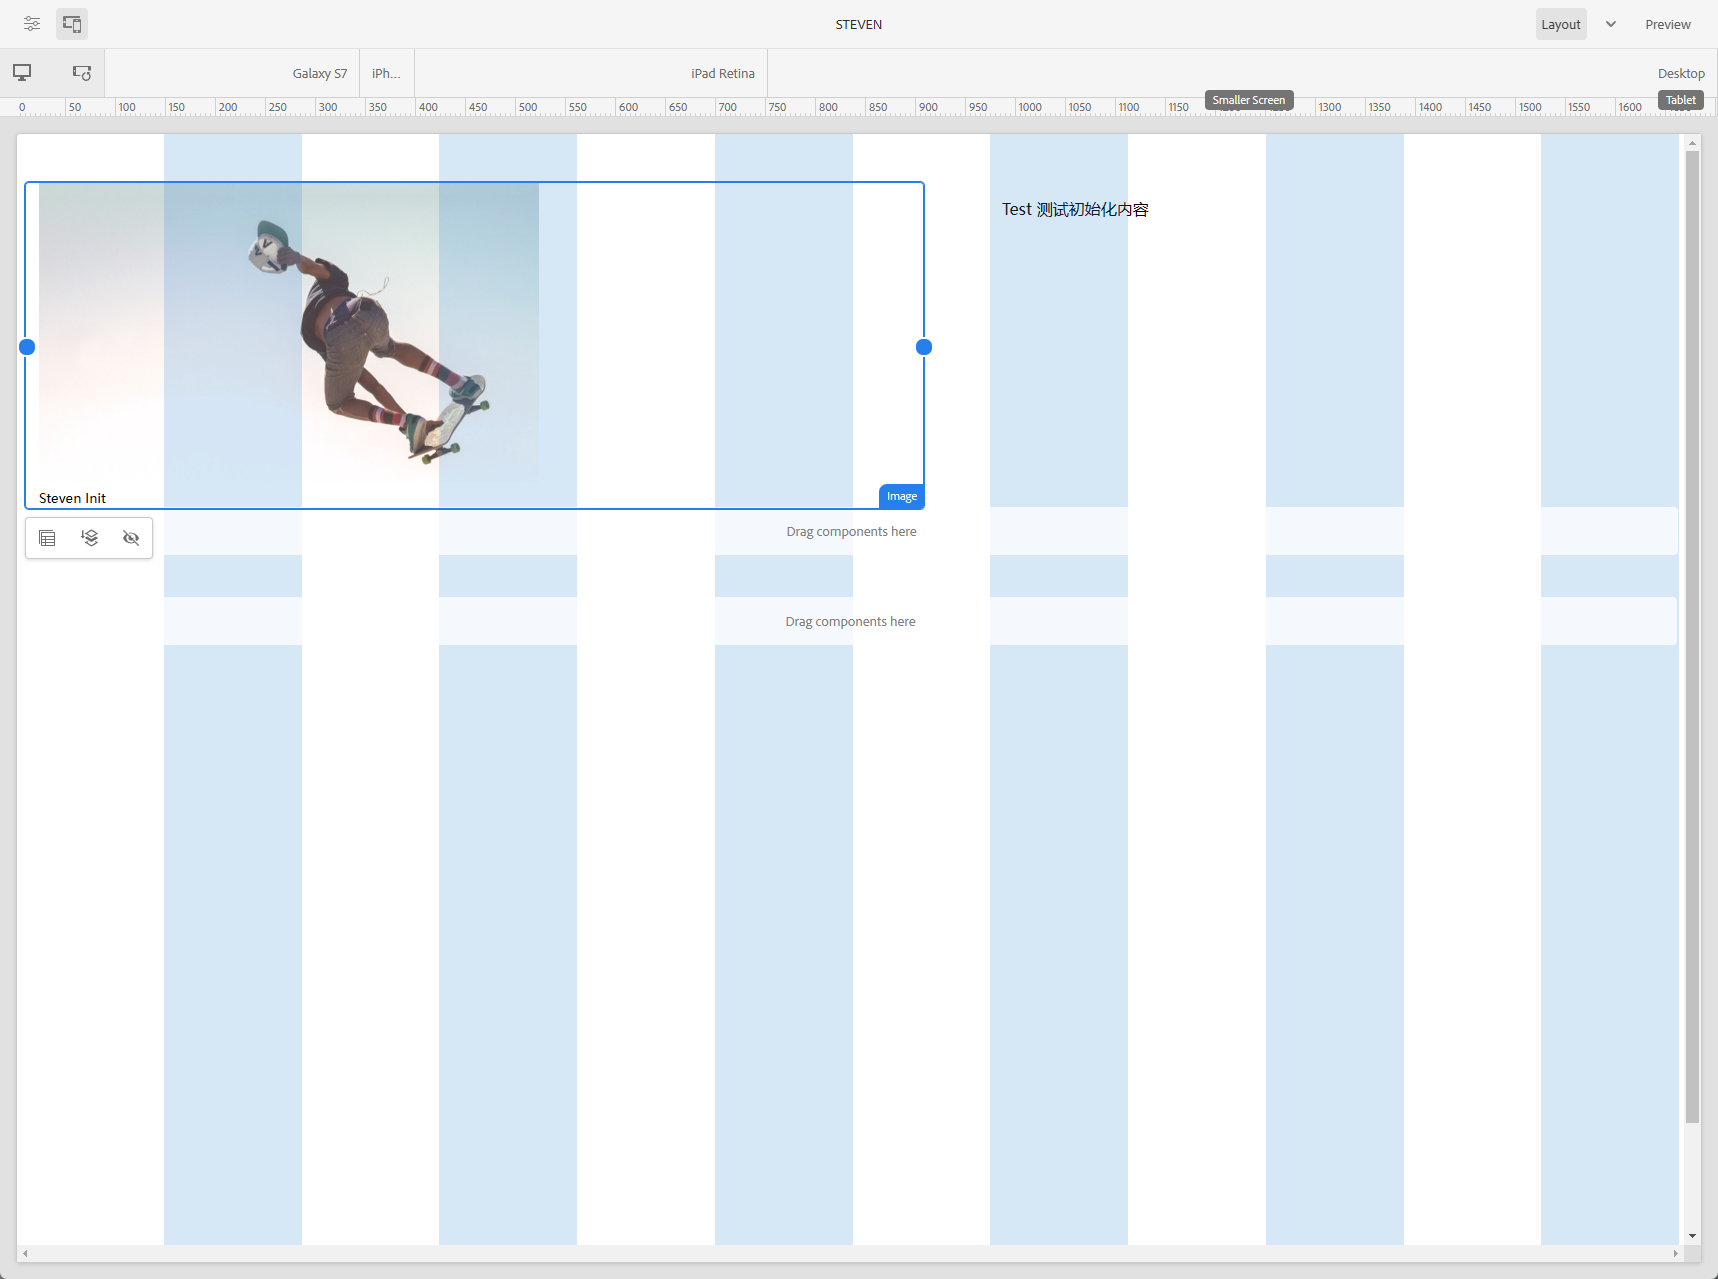 STEVEN
Layout
Preview
Galaxy S7
iPh...
iPad Retina
Desktop
Smaller Screen
Tablet
0 50 100 150 200 250 300 350 400 450 500 550 600 650 700 750 800 850 900 950 1000 1050 1100 1150 1300 1350 1400 1450 1500 1550 1600
Test 测试初始化内容
Steven Init
Image
Drag components here
Drag components here